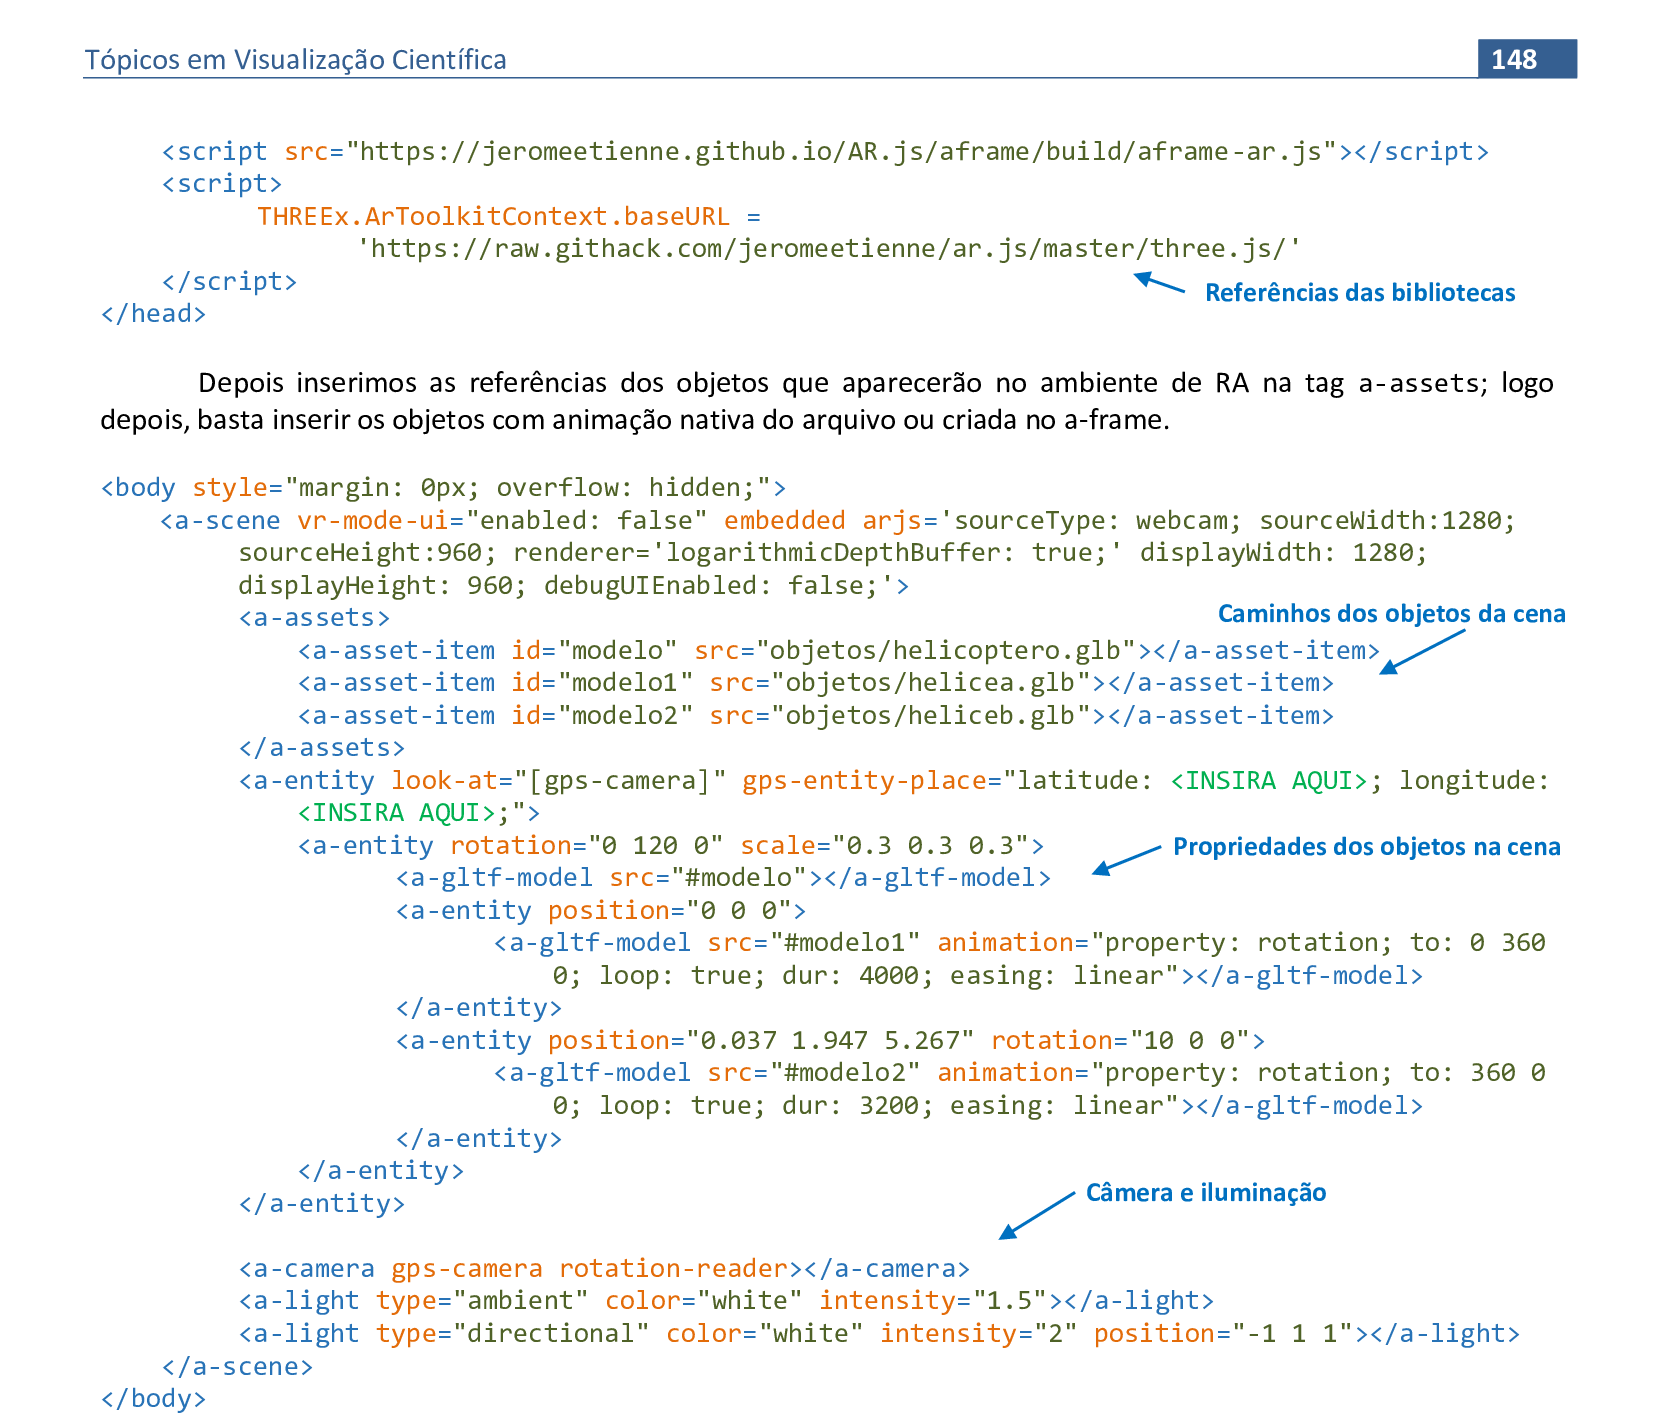 Tópicos em Visualização Científica 148
<script src="https://jeromeetienne.github.io/AR.js/aframe/build/aframe-ar.js"></script>
<script>
THREEx.ArToolkitContext.baseURL =
'https://raw.githack.com/jeromeetienne/ar.js/master/three.js/'
</script>
Referências das bibliotecas
</head>
Depois inserimos as referências dos objetos que aparecerão no ambiente de RA na tag a-assets; logo
depois, basta inserir os objetos com animação nativa do arquivo ou criada no a-frame.
<body style="margin: 0px; overflow: hidden;">
<a-scene vr-mode-ui="enabled: false" embedded arjs='sourceType: webcam; sourceWidth:1280;
sourceHeight:960; renderer='logarithmicDepthBuffer: true;' displayWidth: 1280;
displayHeight: 960; debugUIEnabled: false;'>
<a-assets>
Caminhos dos objetos da cena
<a-asset-item id="modelo" src="objetos/helicoptero.glb"></a-asset-item>
<a-asset-item id="modelo1" src="objetos/helicea.glb"></a-asset-item>
<a-asset-item id="modelo2" src="objetos/heliceb.glb"></a-asset-item>
</a-assets>
<a-entity look-at="[gps-camera]" gps-entity-place="latitude: <INSIRA AQUI>; longitude:
<INSIRA AQUI>;">
<a-entity rotation="0 120 0" scale="0.3 0.3 0.3">
Propriedades dos objetos na cena
<a-gltf-model src="#modelo"></a-gltf-model>
<a-entity position="0 0 0">
<a-gltf-model src="#modelo1" animation="property: rotation; to: 0 360
0; loop: true; dur: 4000; easing: linear"></a-gltf-model>
</a-entity>
<a-entity position="0.037 1.947 5.267" rotation="10 0 0">
<a-gltf-model src="#modelo2" animation="property: rotation; to: 360 0
0; loop: true; dur: 3200; easing: linear"></a-gltf-model>
</a-entity>
</a-entity>
</a-entity>
Câmera e iluminação
<a-camera gps-camera rotation-reader></a-camera>
<a-light type="ambient" color="white" intensity="1.5"></a-light>
<a-light type="directional" color="white" intensity="2" position="-1 1 1"></a-light>
</a-scene>
</body>